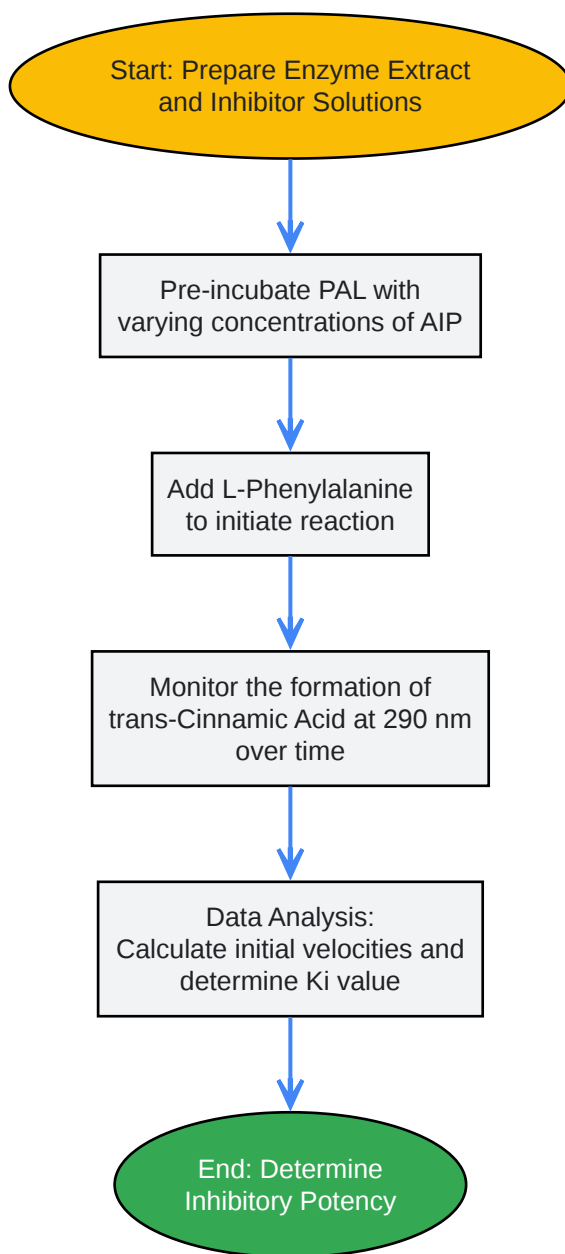 Start: Prepare Enzyme Extract
and Inhibitor Solutions
Pre-incubate PAL with
varying concentrations of AIP
Add L-Phenylalanine
to initiate reaction
Monitor the formation of
trans-Cinnamic Acid at 290 nm
over time
Data Analysis:
Calculate initial velocities and
determine Ki value
End: Determine
Inhibitory Potency